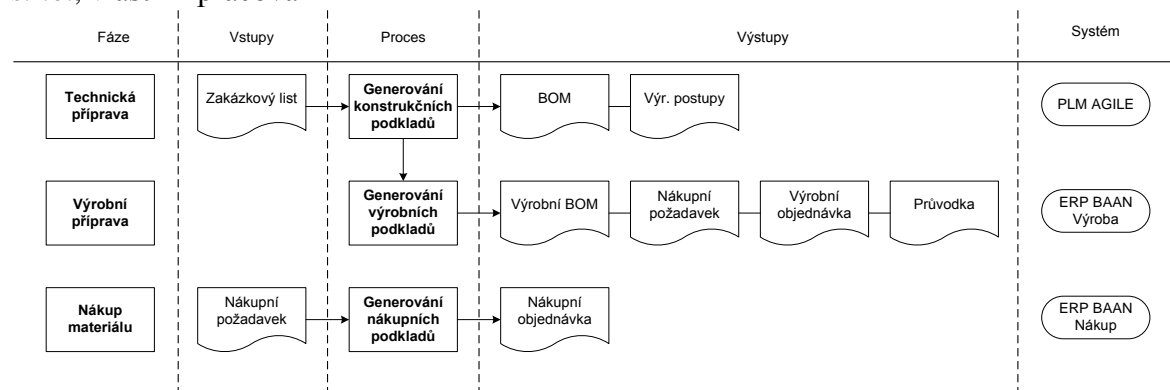 Fáze Vstupy Proces Výstupy Systém
Technická
příprava
Zakázkový list
Generování
konstrukčních
podkladů
BOM
Výr. postupy
PLM AGILE
Výrobní
příprava
Generování
výrobních
podkladů
Výrobní BOM
Nákupní
požadavek
Výrobní
objednávka
Průvodka
ERP BAAN
Výroba
Nákup
materiálu
Nákupní
požadavek
Generování
nákupních
podkladů
Nákupní
objednávka
ERP BAAN
Nákup